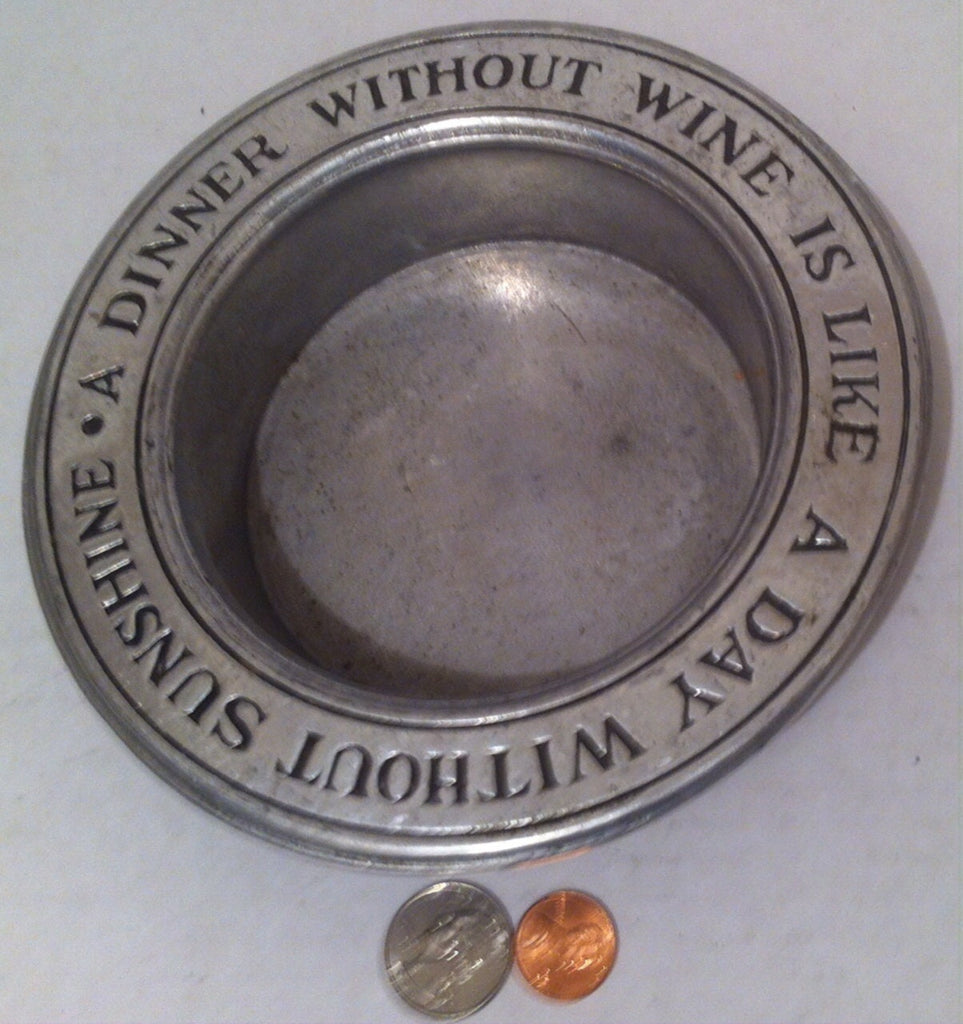 A DINNER WITHOUT WINE IS LIKE A DAY WITHOUT SUNSHINE •